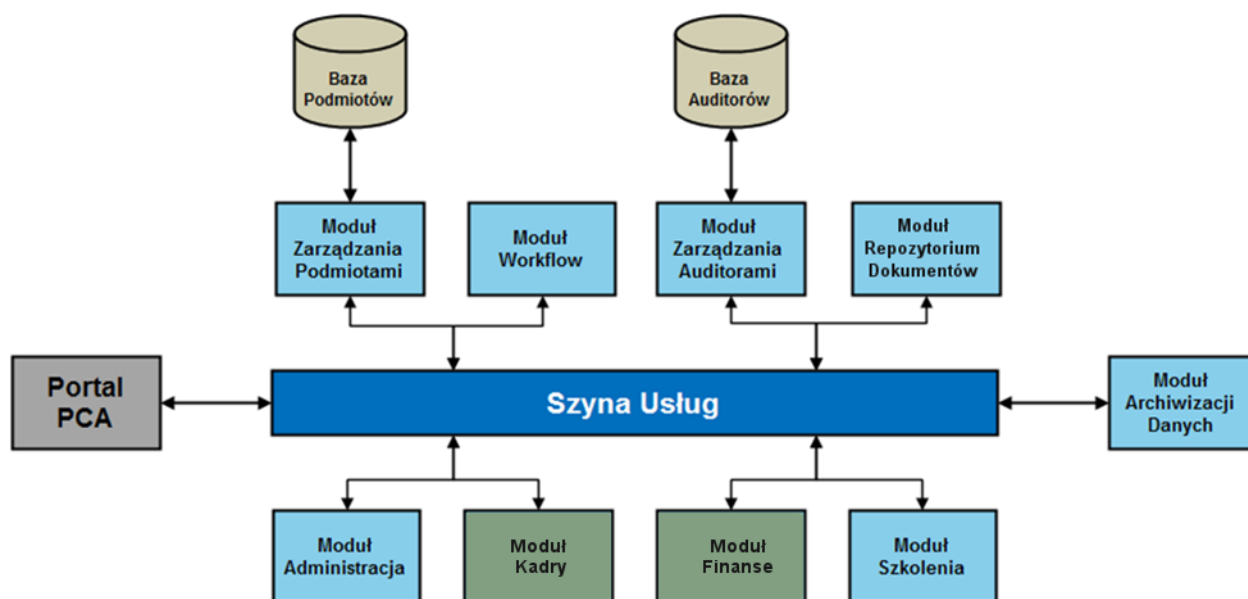 Baza
Podmiotów
Baza
Auditorów
Moduł
Zarządzania
Podmiotami
Moduł
Workflow
Moduł
Zarządzania
Auditorami
Moduł
Repozytorium
Dokumentów
Portal
PCA
Szyna Usług
Moduł
Archiwizacji
Danych
Moduł
Administracja
Moduł
Kadry
Moduł
Finanse
Moduł
Szkolenia